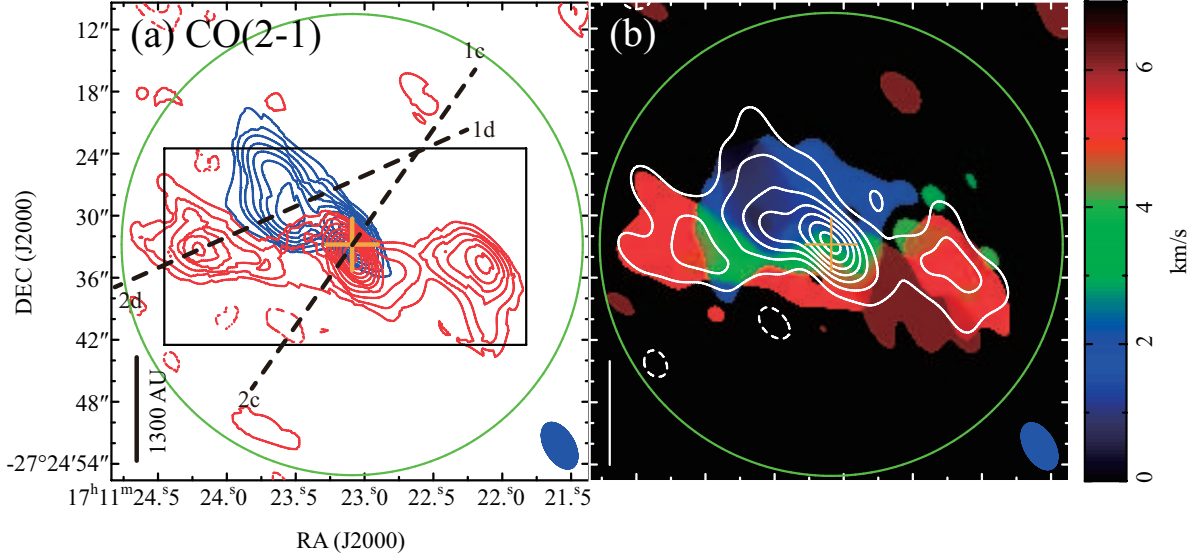 (a) CO(2-1)
(b)
1c
1d
2d
2c
1300 AU
12″
18″
24″
30″
36″
42″
48″
-27°24′54″
17ʰ11ᵐ24.ˢ5
24.ˢ0
23.ˢ5
23.ˢ0
22.ˢ5
22.ˢ0
21.ˢ5
DEC (J2000)
RA (J2000)
6
4
2
0
km/s